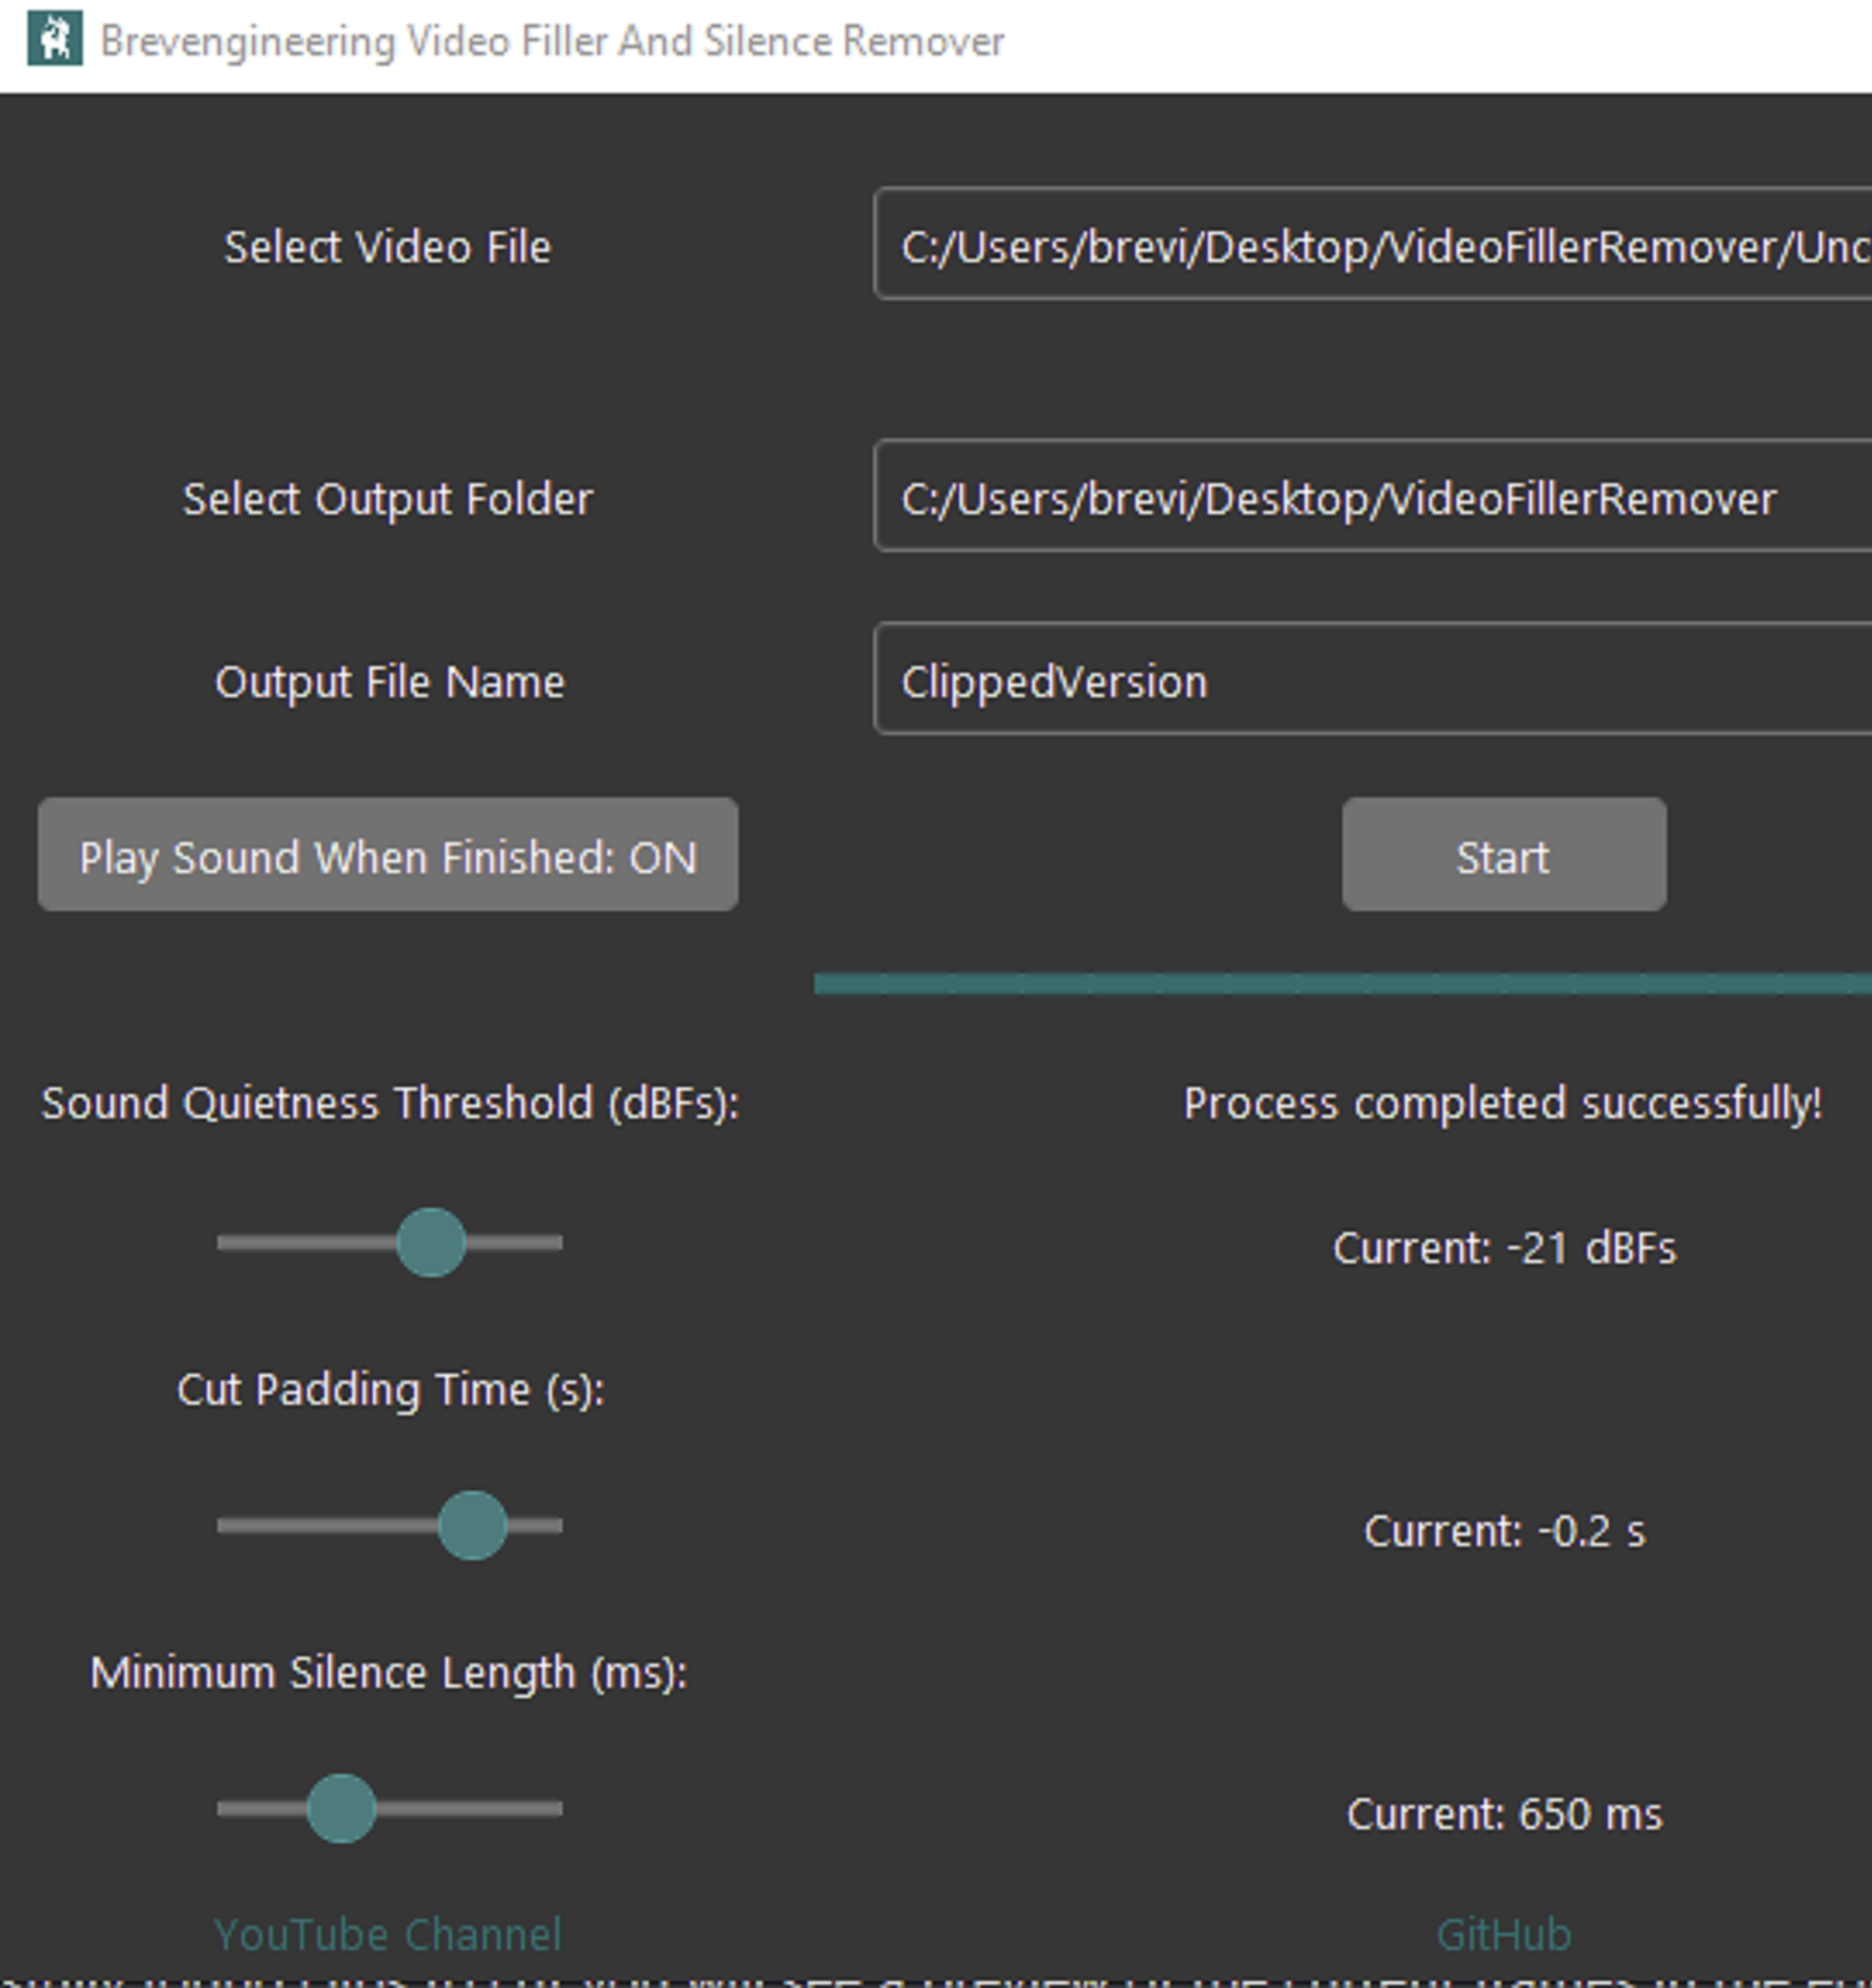 Brevengineering Video Filler And Silence Remover
Select Video File
C:/Users/brevi/Desktop/VideoFillerRemover/Unc
Select Output Folder
C:/Users/brevi/Desktop/VideoFillerRemover
Output File Name
ClippedVersion
Play Sound When Finished: ON
Start
Sound Quietness Threshold (dBFs):
Process completed successfully!
Current: -21 dBFs
Cut Padding Time (s):
Current: -0.2 s
Minimum Silence Length (ms):
Current: 650 ms
YouTube Channel
GitHub